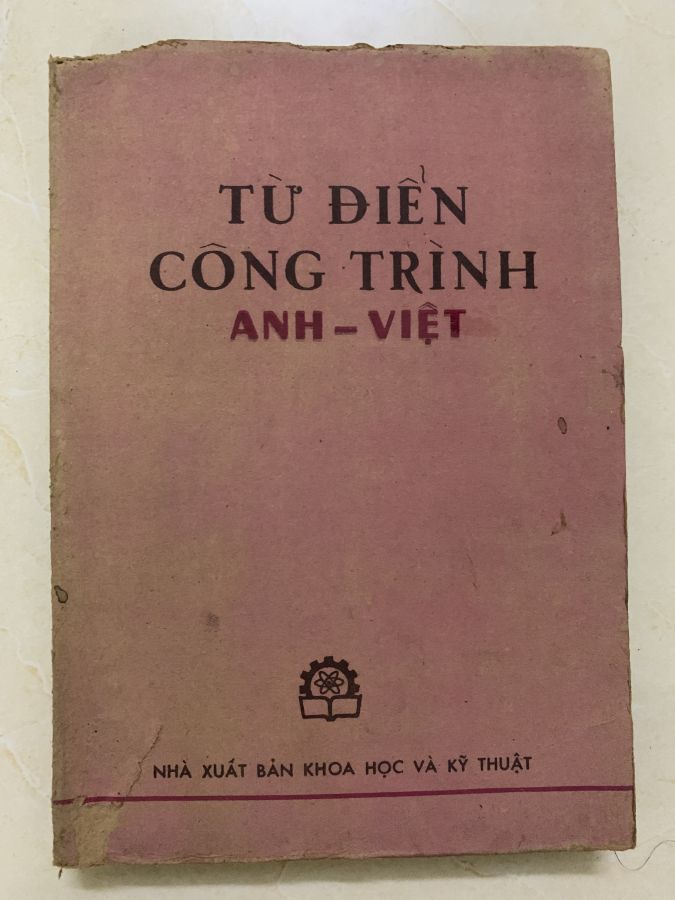 TỪ ĐIỂN
CÔNG TRÌNH
ANH – VIỆT
NHÀ XUẤT BẢN KHOA HỌC VÀ KỸ THUẬT